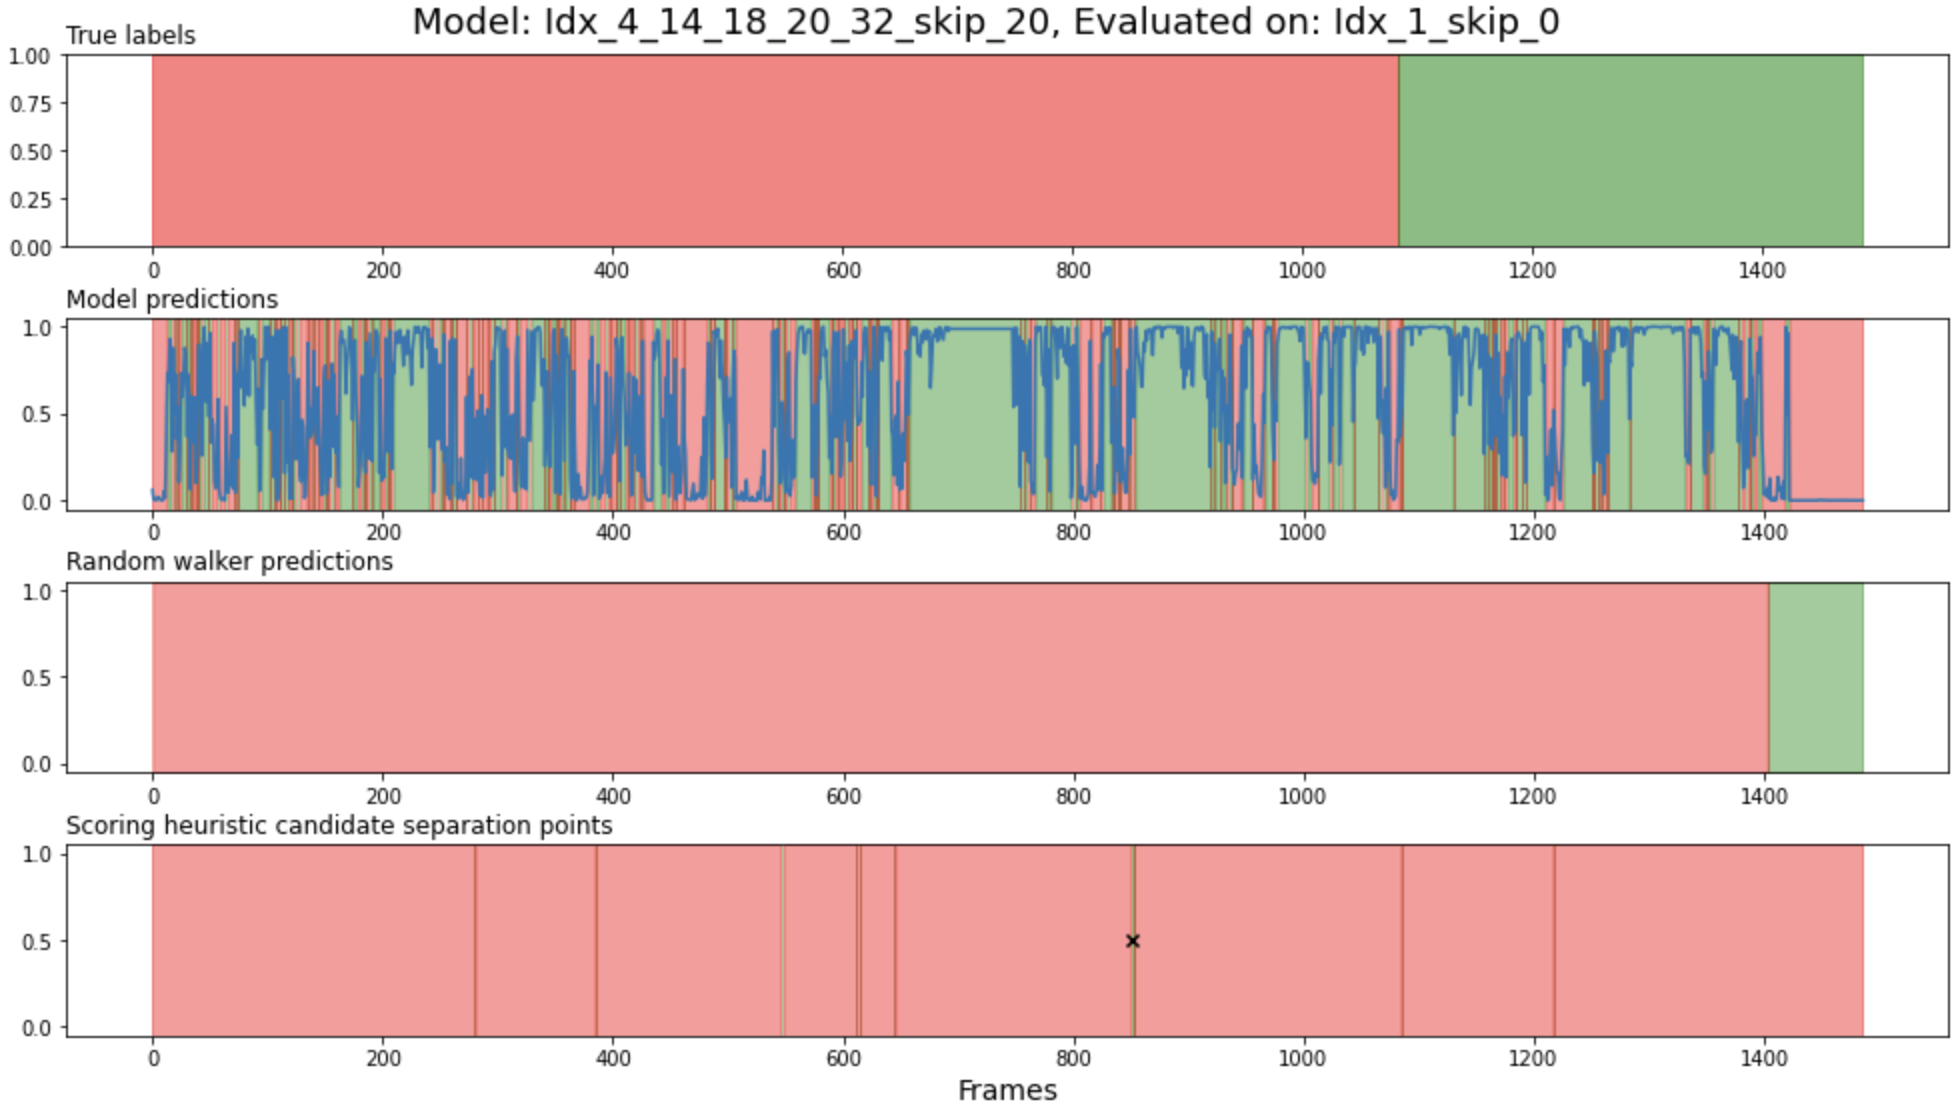 Model: Idx_4_14_18_20_32_skip_20, Evaluated on: Idx_1_skip_0
True labels
1.00
0.75
0.50
0.25
0.00
0 200 400 600 800 1000 1200 1400
Model predictions
1.0
0.5
0.0
0 200 400 600 800 1000 1200 1400
Random walker predictions
1.0
0.5
0.0
0 200 400 600 800 1000 1200 1400
Scoring heuristic candidate separation points
1.0
0.5
0.0
0 200 400 600 800 1000 1200 1400
Frames